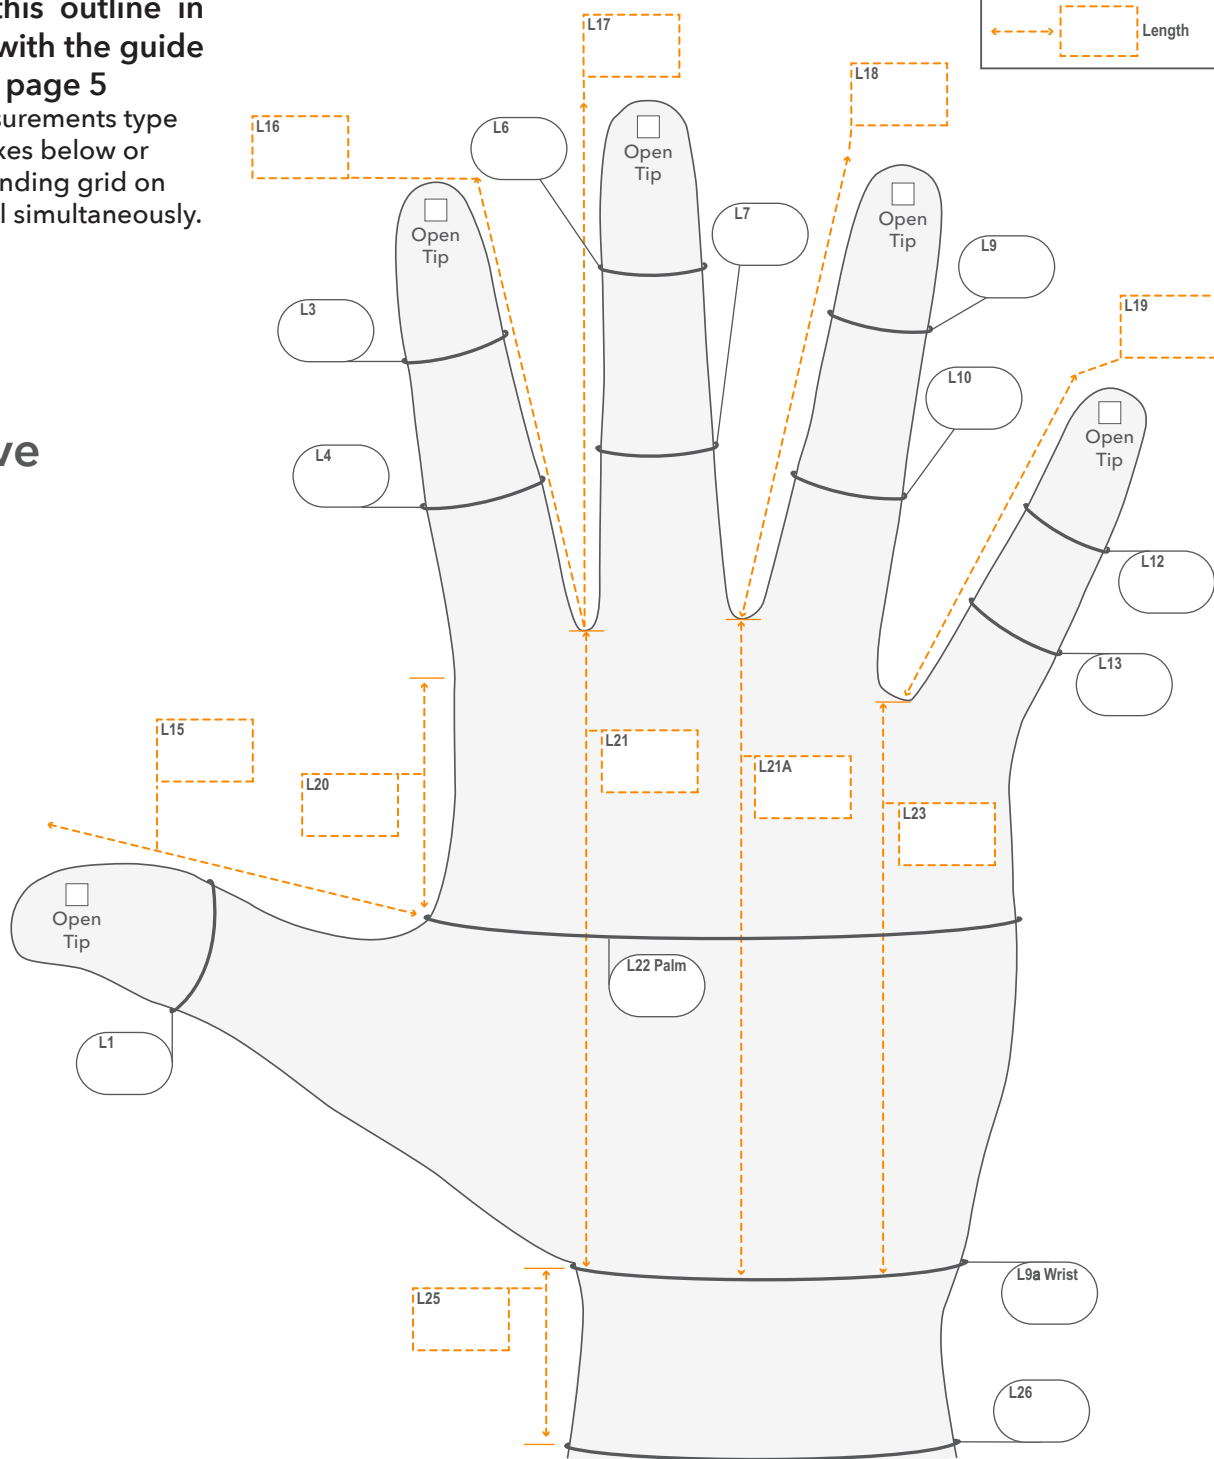 this outline in
with the guide
page 5
surements type
xes below or
nding grid on
l simultaneously.
ve
Length
L17
L18
L16
L6
Open
Tip
L7
Open
Tip
Open
Tip
L9
L19
L3
L10
L4
Open
Tip
L12
L13
L15
L20
L21
L21A
L23
Open
Tip
L22 Palm
L1
L9a Wrist
L25
L26